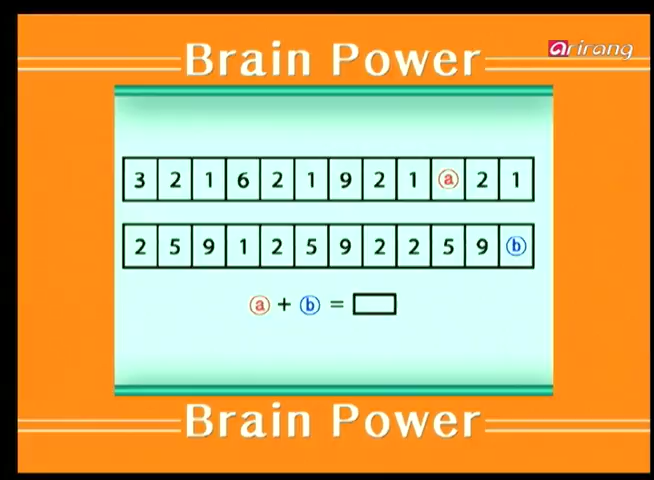 Brain Power
arirang
3 2 1 6 2 1 9 2 1 ⓐ 2 1
2 5 9 1 2 5 9 2 2 5 9 ⓑ
ⓐ + ⓑ =
Brain Power